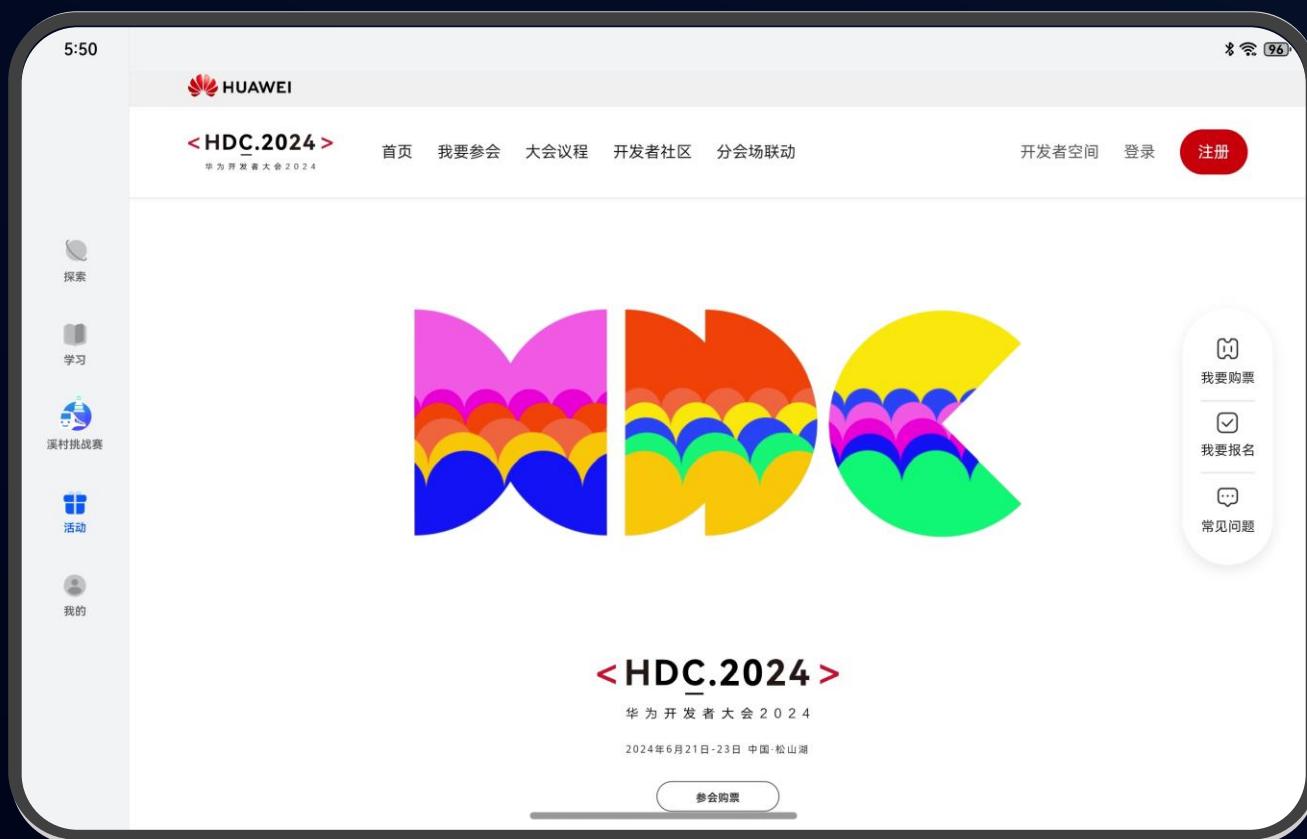 5:50
96
HUAWEI
<HDC.2024>
华为开发者大会2024
首页 我要参会 大会议程 开发者社区 分会场联动
开发者空间 登录 注册
探索
学习
溪村挑战赛
活动
我的
HDC
我要购票
我要报名
常见问题
<HDC.2024>
华为开发者大会2024
2024年6月21日-23日 中国·松山湖
参会购票